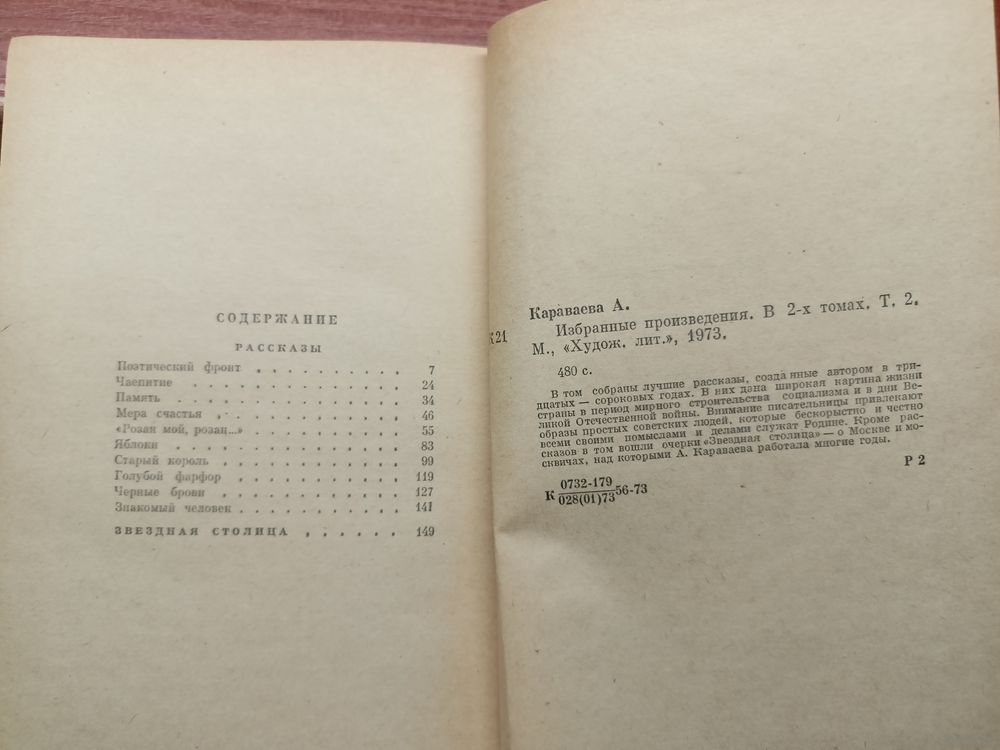 СОДЕРЖАНИЕ
РАССКАЗЫ
Поэтический фронт . . . . . . . . . . 7
Чаепитие . . . . . . . . . . . . . 24
Память . . . . . . . . . . . . . . 34
Мера счастья . . . . . . . . . . . . 46
«Розан мой, розан...» . . . . . . . . . . 55
Яблоки . . . . . . . . . . . . . . 83
Старый король . . . . . . . . . . . 99
Голубой фарфор . . . . . . . . . . . 119
Черные брови . . . . . . . . . . . 127
Знакомый человек . . . . . . . . . . 141
ЗВЕЗДНАЯ СТОЛИЦА . . . . . . 149
Караваева А.
К21 Избранные произведения. В 2-х томах. Т. 2.
М., «Худож. лит.», 1973.
480 с.
В том собраны лучшие рассказы, созданные автором в три-
дцатых — сороковых годах. В них дана широкая картина жизни
страны в период мирного строительства социализма и в дни Ве-
ликой Отечественной войны. Внимание писательницы привлекают
образы простых советских людей, которые бескорыстно и честно
всеми своими помыслами и делами служат Родине. Кроме рас-
сказов в том вошли очерки «Звездная столица» — о Москве и мо-
сквичах, над которыми А. Караваева работала многие годы.
Р 2
К 0732-179
028(01)73 56-73